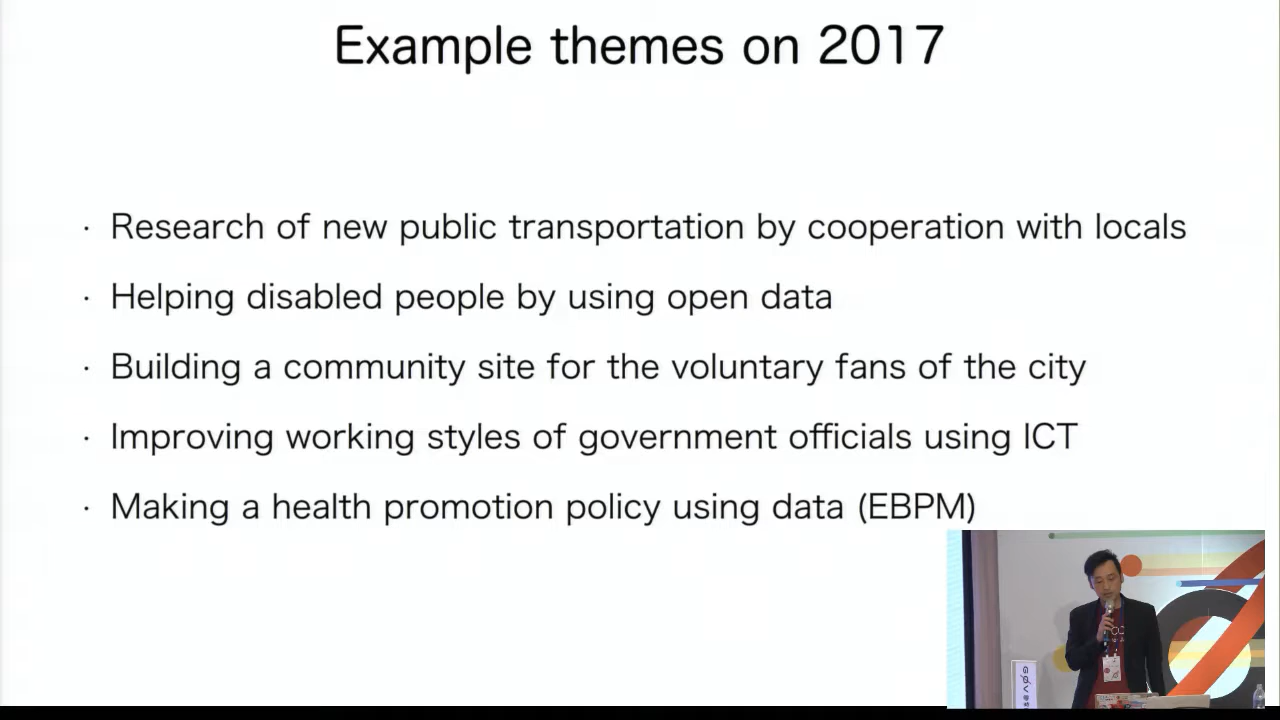 Example themes on 2017
· Research of new public transportation by cooperation with locals
· Helping disabled people by using open data
· Building a community site for the voluntary fans of the city
· Improving working styles of government officials using ICT
· Making a health promotion policy using data (EBPM)